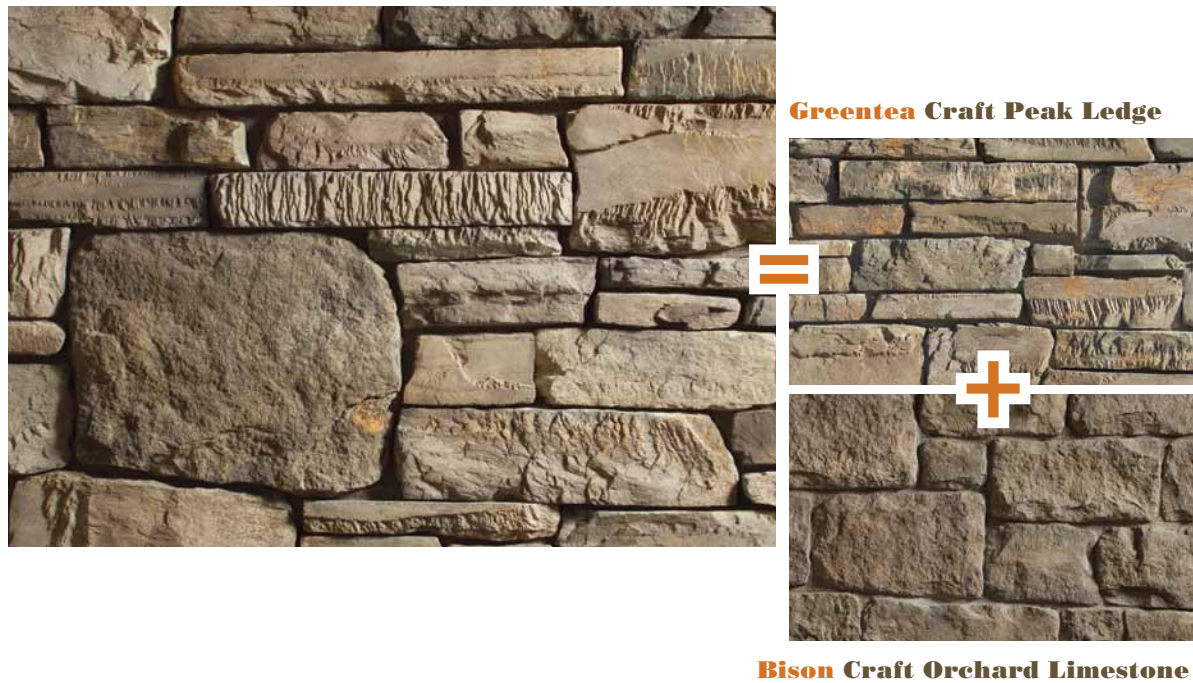 Greentea Craft Peak Ledge
=
+
Bison Craft Orchard Limestone